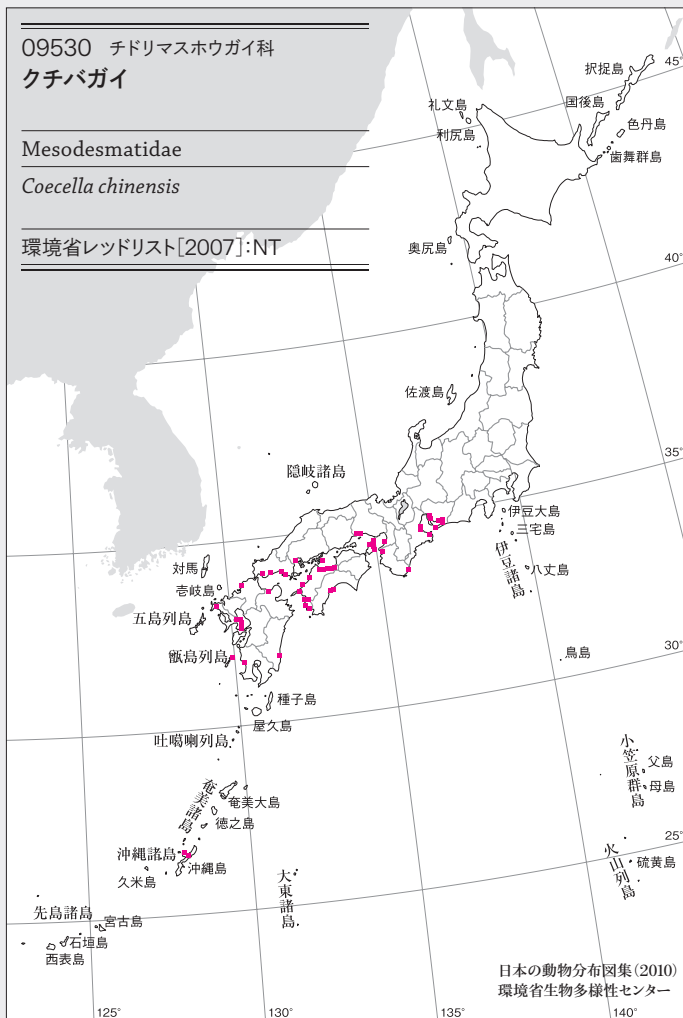 09530 チドリマスホウガイ科
クチバガイ
Mesodesmatidae
Coecella chinensis
環境省レッドリスト[2007]:NT
択捉島
45°
国後島
礼文島
色丹島
利尻島
歯舞群島
奥尻島
40°
佐渡島
35°
隠岐諸島
伊豆大島
三宅島
伊豆諸島
八丈島
対馬
壱岐島
五島列島
甑島列島
鳥島
30°
種子島
屋久島
吐噶喇列島
小笠原群島
父島
母島
奄美諸島
奄美大島
徳之島
25°
沖縄諸島
沖縄島
久米島
火山列島
硫黄島
大東諸島
先島諸島
宮古島
石垣島
西表島
日本の動物分布図集(2010)
環境省生物多様性センター
125°
130°
135°
140°